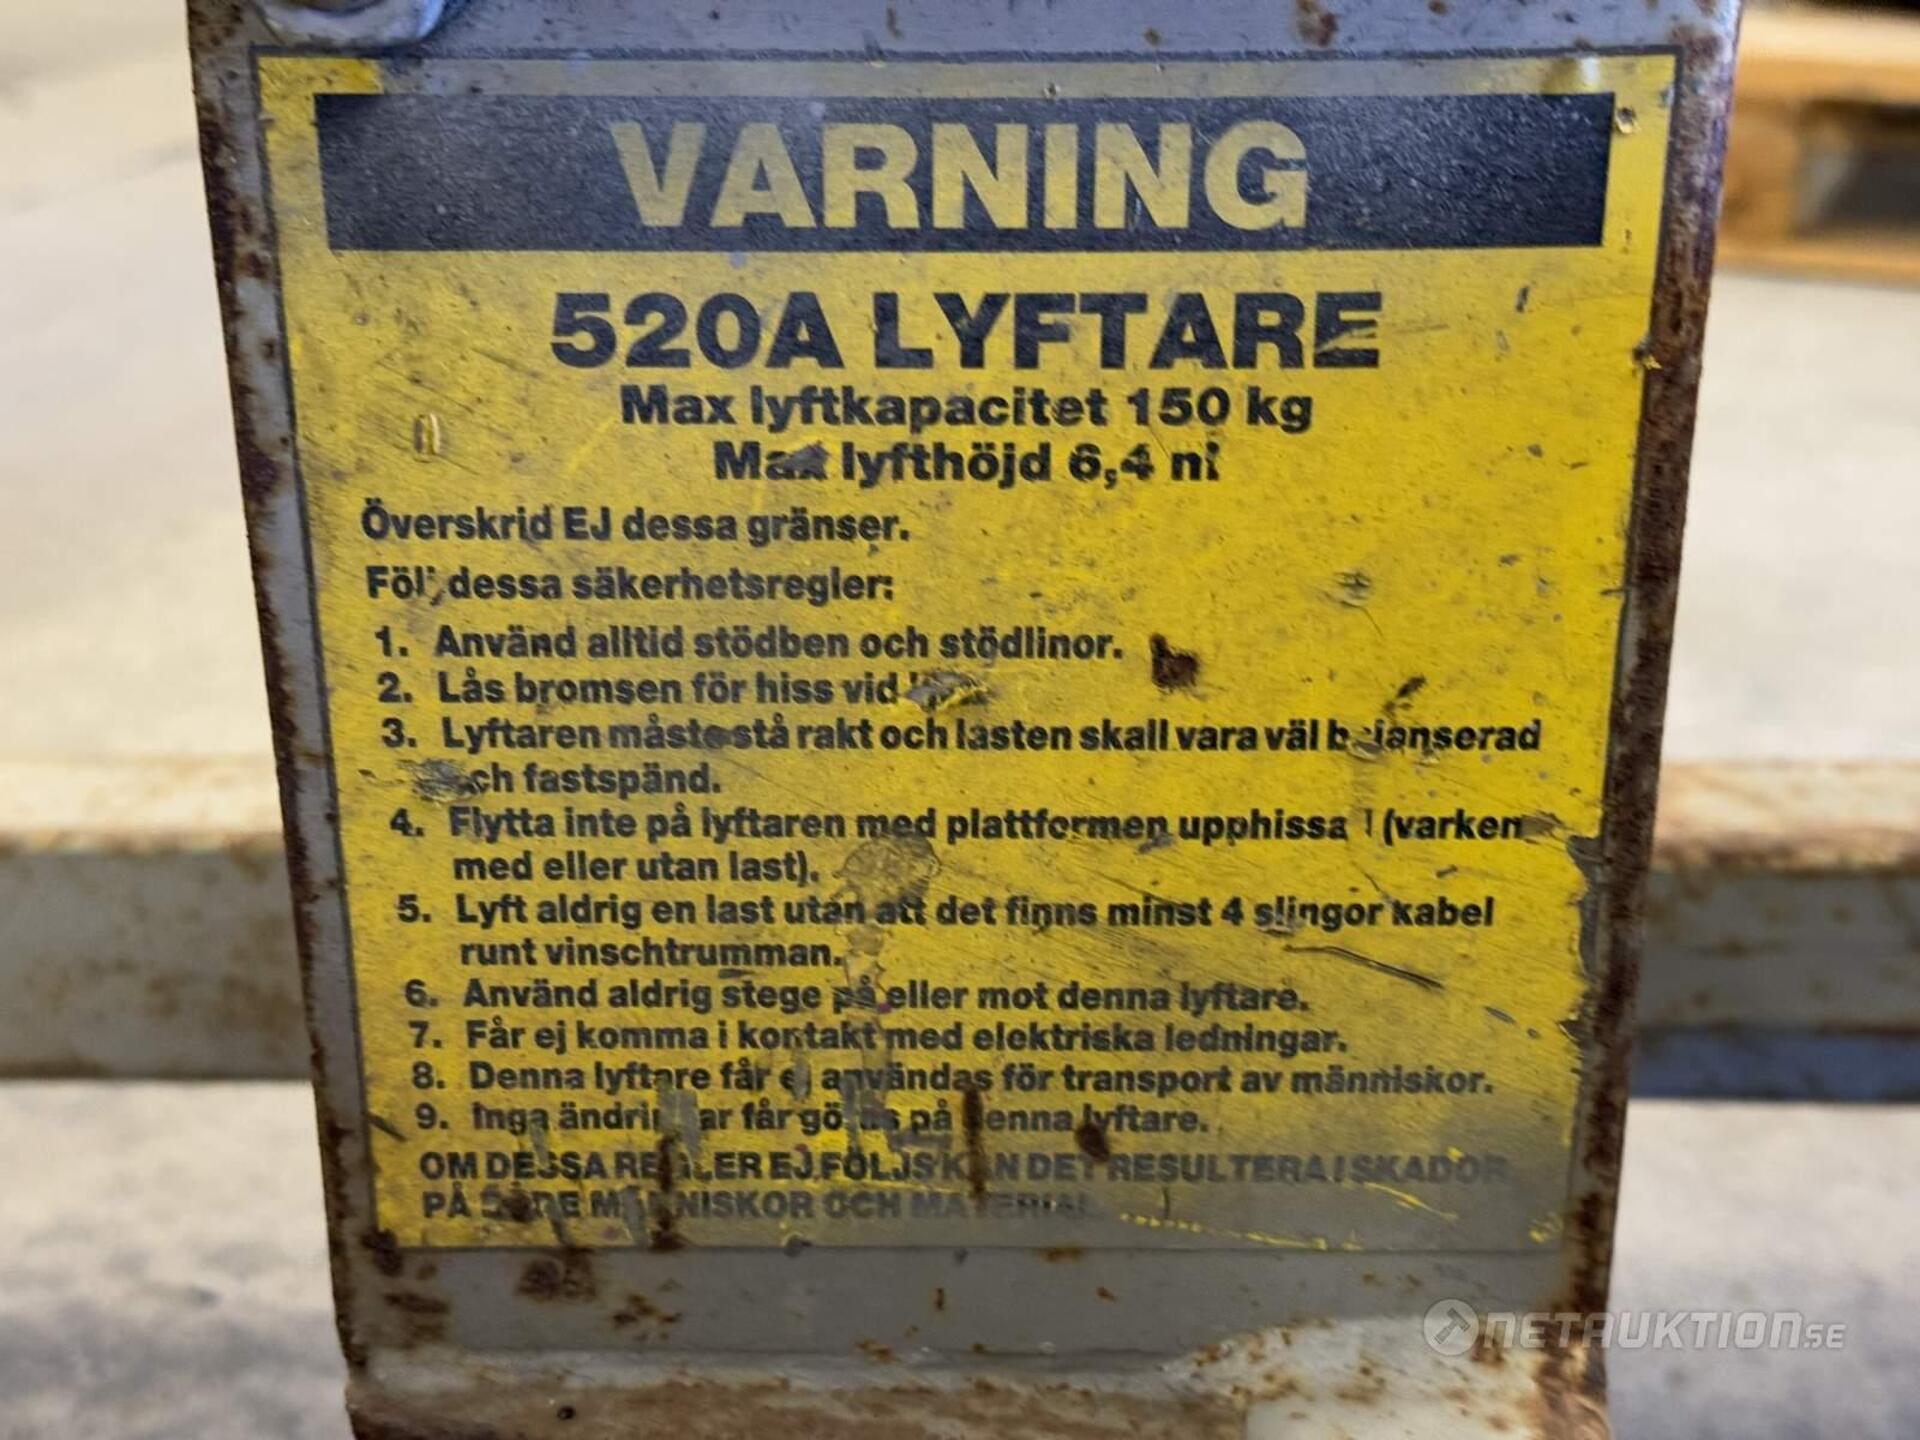 VARNING
520A LYFTARE
Max lyftkapacitet 150 kg
Max lyfthöjd 6,4 m
Överskrid EJ dessa gränser.
Följ dessa säkerhetsregler:
1. Använd alltid stödben och stödlinor.
2. Lås bromsen för hiss vid
3. Lyftaren måste stå rakt och lasten skall vara väl balanserad
och fastspänd.
4. Flytta inte på lyftaren med plattformen upphissad (varken
med eller utan last).
5. Lyft aldrig en last utan att det finns minst 4 slingor kabel
runt vinschtrumman.
6. Använd aldrig stege på eller mot denna lyftare.
7. Får ej komma i kontakt med elektriska ledningar.
8. Denna lyftare får ej användas för transport av människor.
9. Inga ändringar får göras på denna lyftare.
OM DESSA REGLER EJ FÖLJS KAN DET RESULTERA I SKADOR
PÅ BÅDE MÄNNISKOR OCH MATERIAL
NETAUKTION.SE